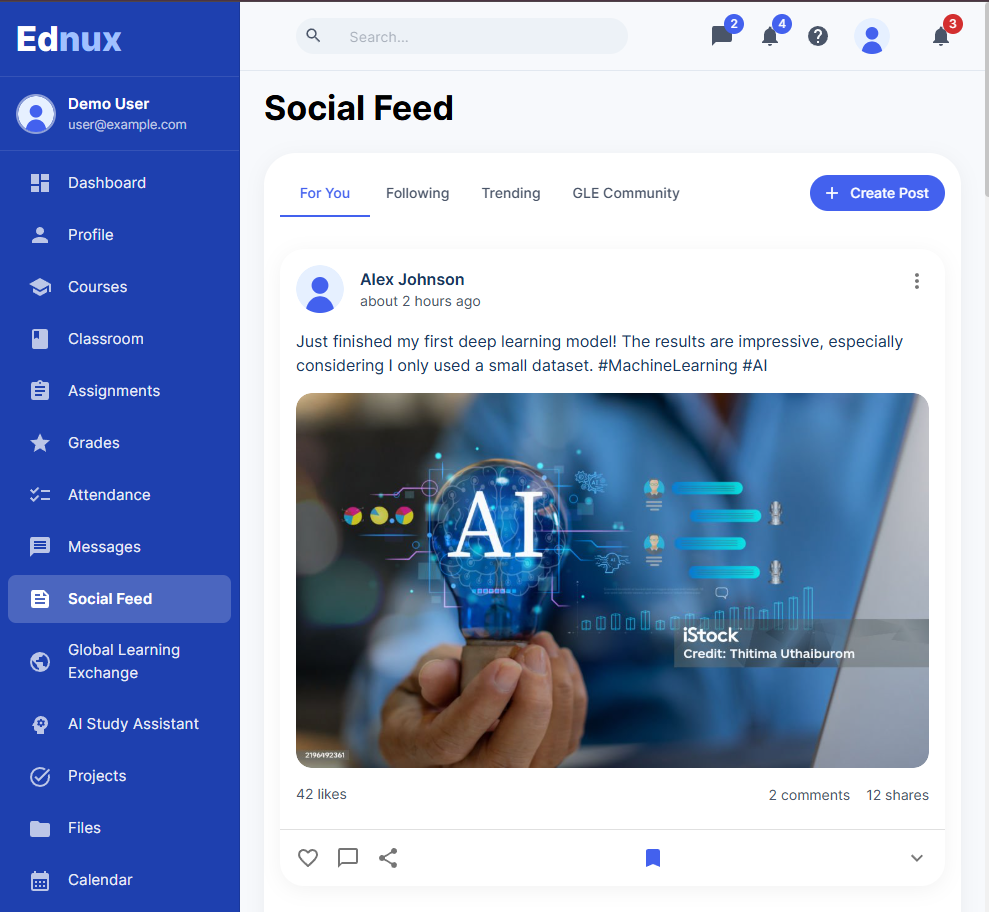 Ednux
Search...
2
4
3
Demo User
user@example.com
Dashboard
Profile
Courses
Classroom
Assignments
Grades
Attendance
Messages
Social Feed
Global Learning
Exchange
AI Study Assistant
Projects
Files
Calendar
Social Feed
For You
Following
Trending
GLE Community
+ Create Post
Alex Johnson
about 2 hours ago
Just finished my first deep learning model! The results are impressive, especially
considering I only used a small dataset. #MachineLearning #AI
AI
iStock
Credit: Thitima Uthaiburom
2196492361
42 likes
2 comments
12 shares